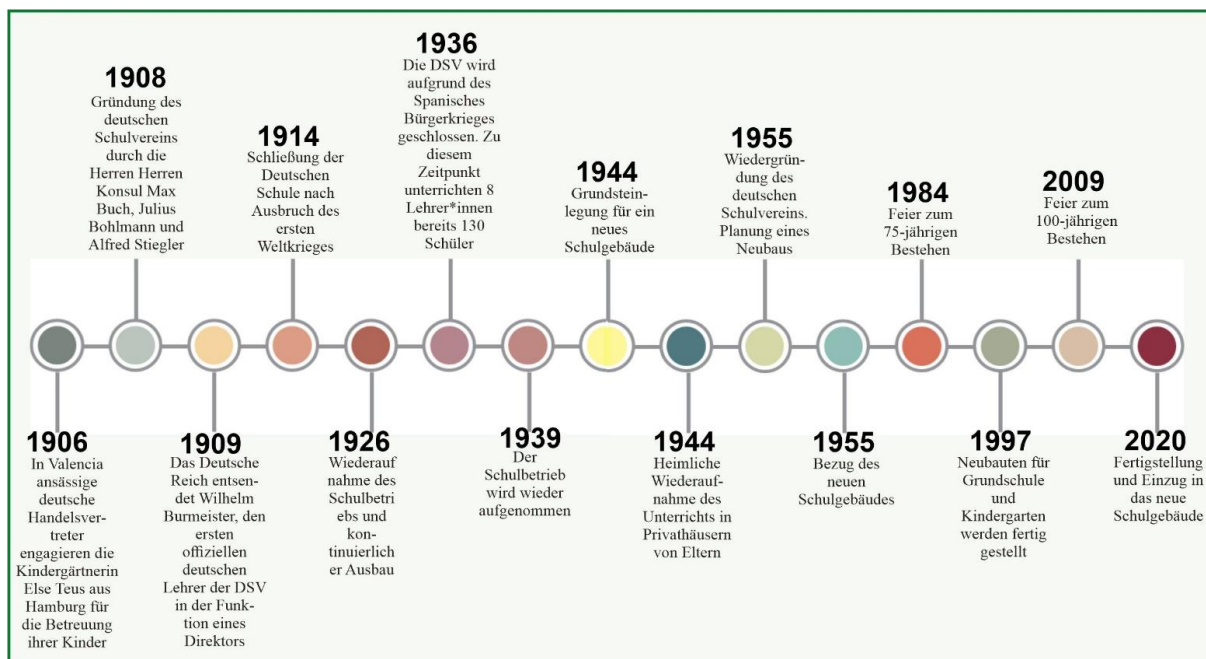 1906
In Valencia
ansässige
deutsche
Handelsver-
treter
engagieren die
Kindergärtnerin
Else Teus aus
Hamburg für
die Betreuung
ihrer Kinder
1908
Gründung des
deutschen
Schulvereins
durch die
Herren Herren
Konsul Max
Buch, Julius
Bohlmann und
Alfred Stiegler
1909
Das Deutsche
Reich entsen-
det Wilhelm
Burmeister, den
ersten
offiziellen
deutschen
Lehrer der DSV
in der Funk-
tion eines
Direktors
1914
Schließung der
Deutschen
Schule nach
Ausbruch des
ersten
Weltkrieges
1926
Wiederauf
nahme des
Schulbetri
ebs und
kon-
tinuierlich
er Ausbau
1936
Die DSV wird
aufgrund des
Spanisches
Bürgerkrieges
geschlossen. Zu
diesem
Zeitpunkt
unterrichten 8
Lehrer*innen
bereits 130
Schüler
1939
Der
Schulbetrieb
wird wieder
aufgenommen
1944
Grundstein-
legung für ein
neues
Schulgebäude
1944
Heimliche
Wiederauf-
nahme des
Unterrichts in
Privathäusern
von Eltern
1955
Wiedergrün-
dung des
deutschen
Schulvereins.
Planung eines
Neubaus
1955
Bezug des
neuen
Schulgebäudes
1984
Feier zum
75-jährigen
Bestehen
1997
Neubauten für
Grundschule
und
Kindergarten
werden fertig
gestellt
2009
Feier zum
100-jährigen
Bestehen
2020
Fertigstellung
und Einzug in
das neue
Schulgebäude